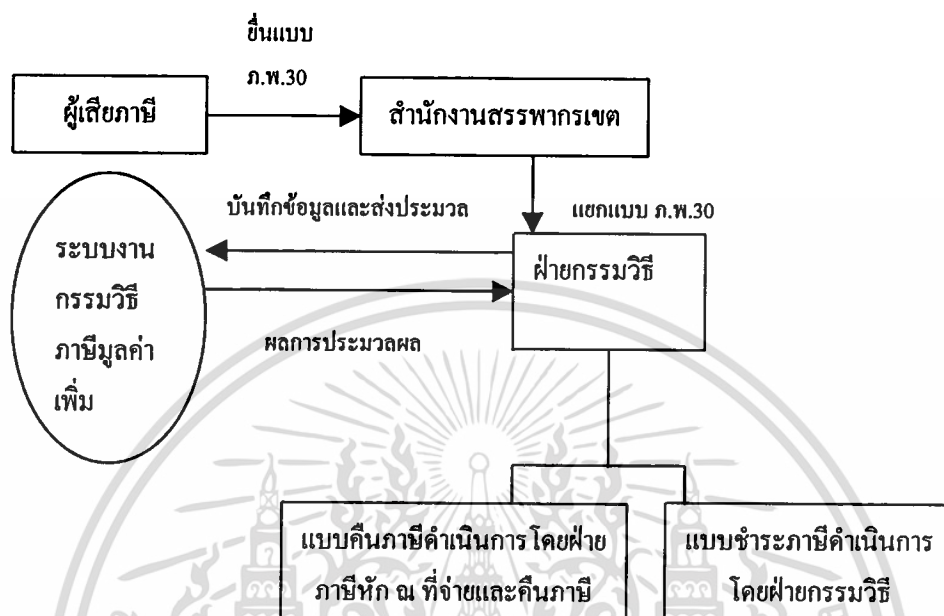 ยื่นแบบ
ภ.พ.30
ผู้เสียภาษี
สำนักงานสรรพากรเขต
บันทึกข้อมูลและส่งประมวล
แยกแบบ ภ.พ.30
ระบบงาน
กรรมวิธี
ภาษีมูลค่า
เพิ่ม
ฝ่ายกรรมวิธี
ผลการประมวลผล
แบบคืนภาษีดำเนินการ โดยฝ่าย
ภาษีหัก ณ ที่จ่ายและคืนภาษี
แบบชำระภาษีดำเนินการ
โดยฝ่ายกรรมวิธี